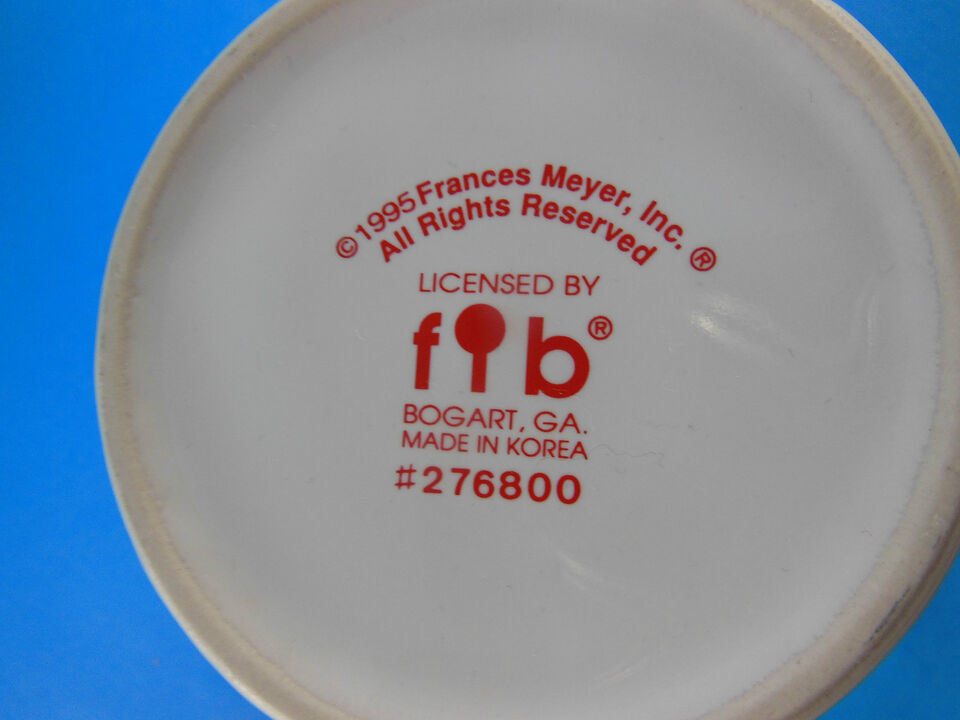 ©1995 Frances Meyer, Inc.®
All Rights Reserved
LICENSED BY
fib®
BOGART, GA.
MADE IN KOREA
#276800